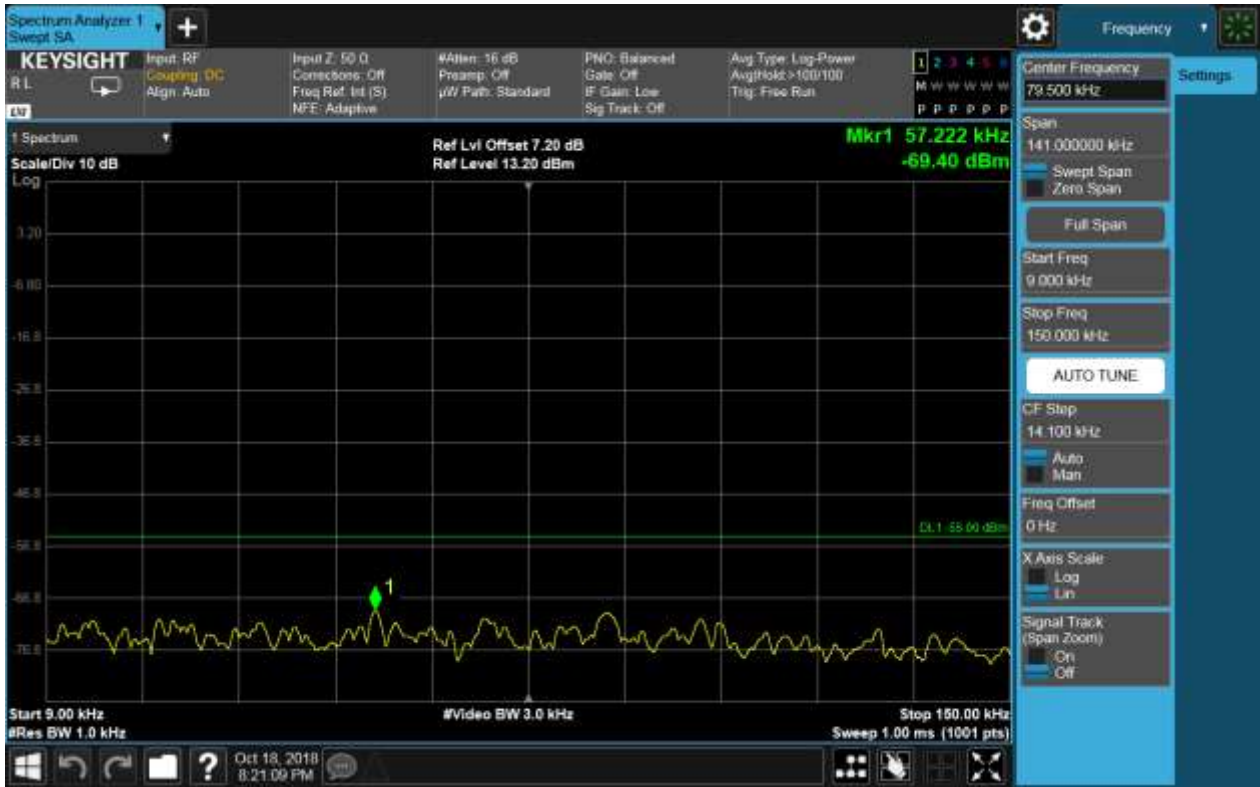 Spectrum Analyzer 1
Swept SA
Frequency
KEYSIGHT
R L
Input: RF
Coupling: DC
Align: Auto
Input Z: 50 Ω
Corrections: Off
Freq Ref: Int (S)
NFE: Adaptive
#Atten: 16 dB
Preamp: Off
µW Path: Standard
PNO: Balanced
Gate: Off
IF Gain: Low
Sig Track: Off
Avg Type: Log-Power
Avg|Hold:>100/100
Trig: Free Run
1 2 3 4 5 6
M W W W W W
P P P P P P
1 Spectrum
Scale/Div 10 dB
Log
Ref Lvl Offset 7.20 dB
Ref Level 13.20 dBm
Mkr1 57.222 kHz
-69.40 dBm
3.20
-6.80
-16.8
-26.8
-36.8
-46.8
-56.8
-66.8
-76.8
DL1 -55.00 dBm
1
Start 9.00 kHz
#Res BW 1.0 kHz
#Video BW 3.0 kHz
Stop 150.00 kHz
Sweep 1.00 ms (1001 pts)
Oct 18, 2018
8:21:09 PM
Center Frequency
79.500 kHz
Settings
Span
141.000000 kHz
Swept Span
Zero Span
Full Span
Start Freq
9.000 kHz
Stop Freq
150.000 kHz
AUTO TUNE
CF Step
14.100 kHz
Auto
Man
Freq Offset
0 Hz
X Axis Scale
Log
Lin
Signal Track
(Span Zoom)
On
Off